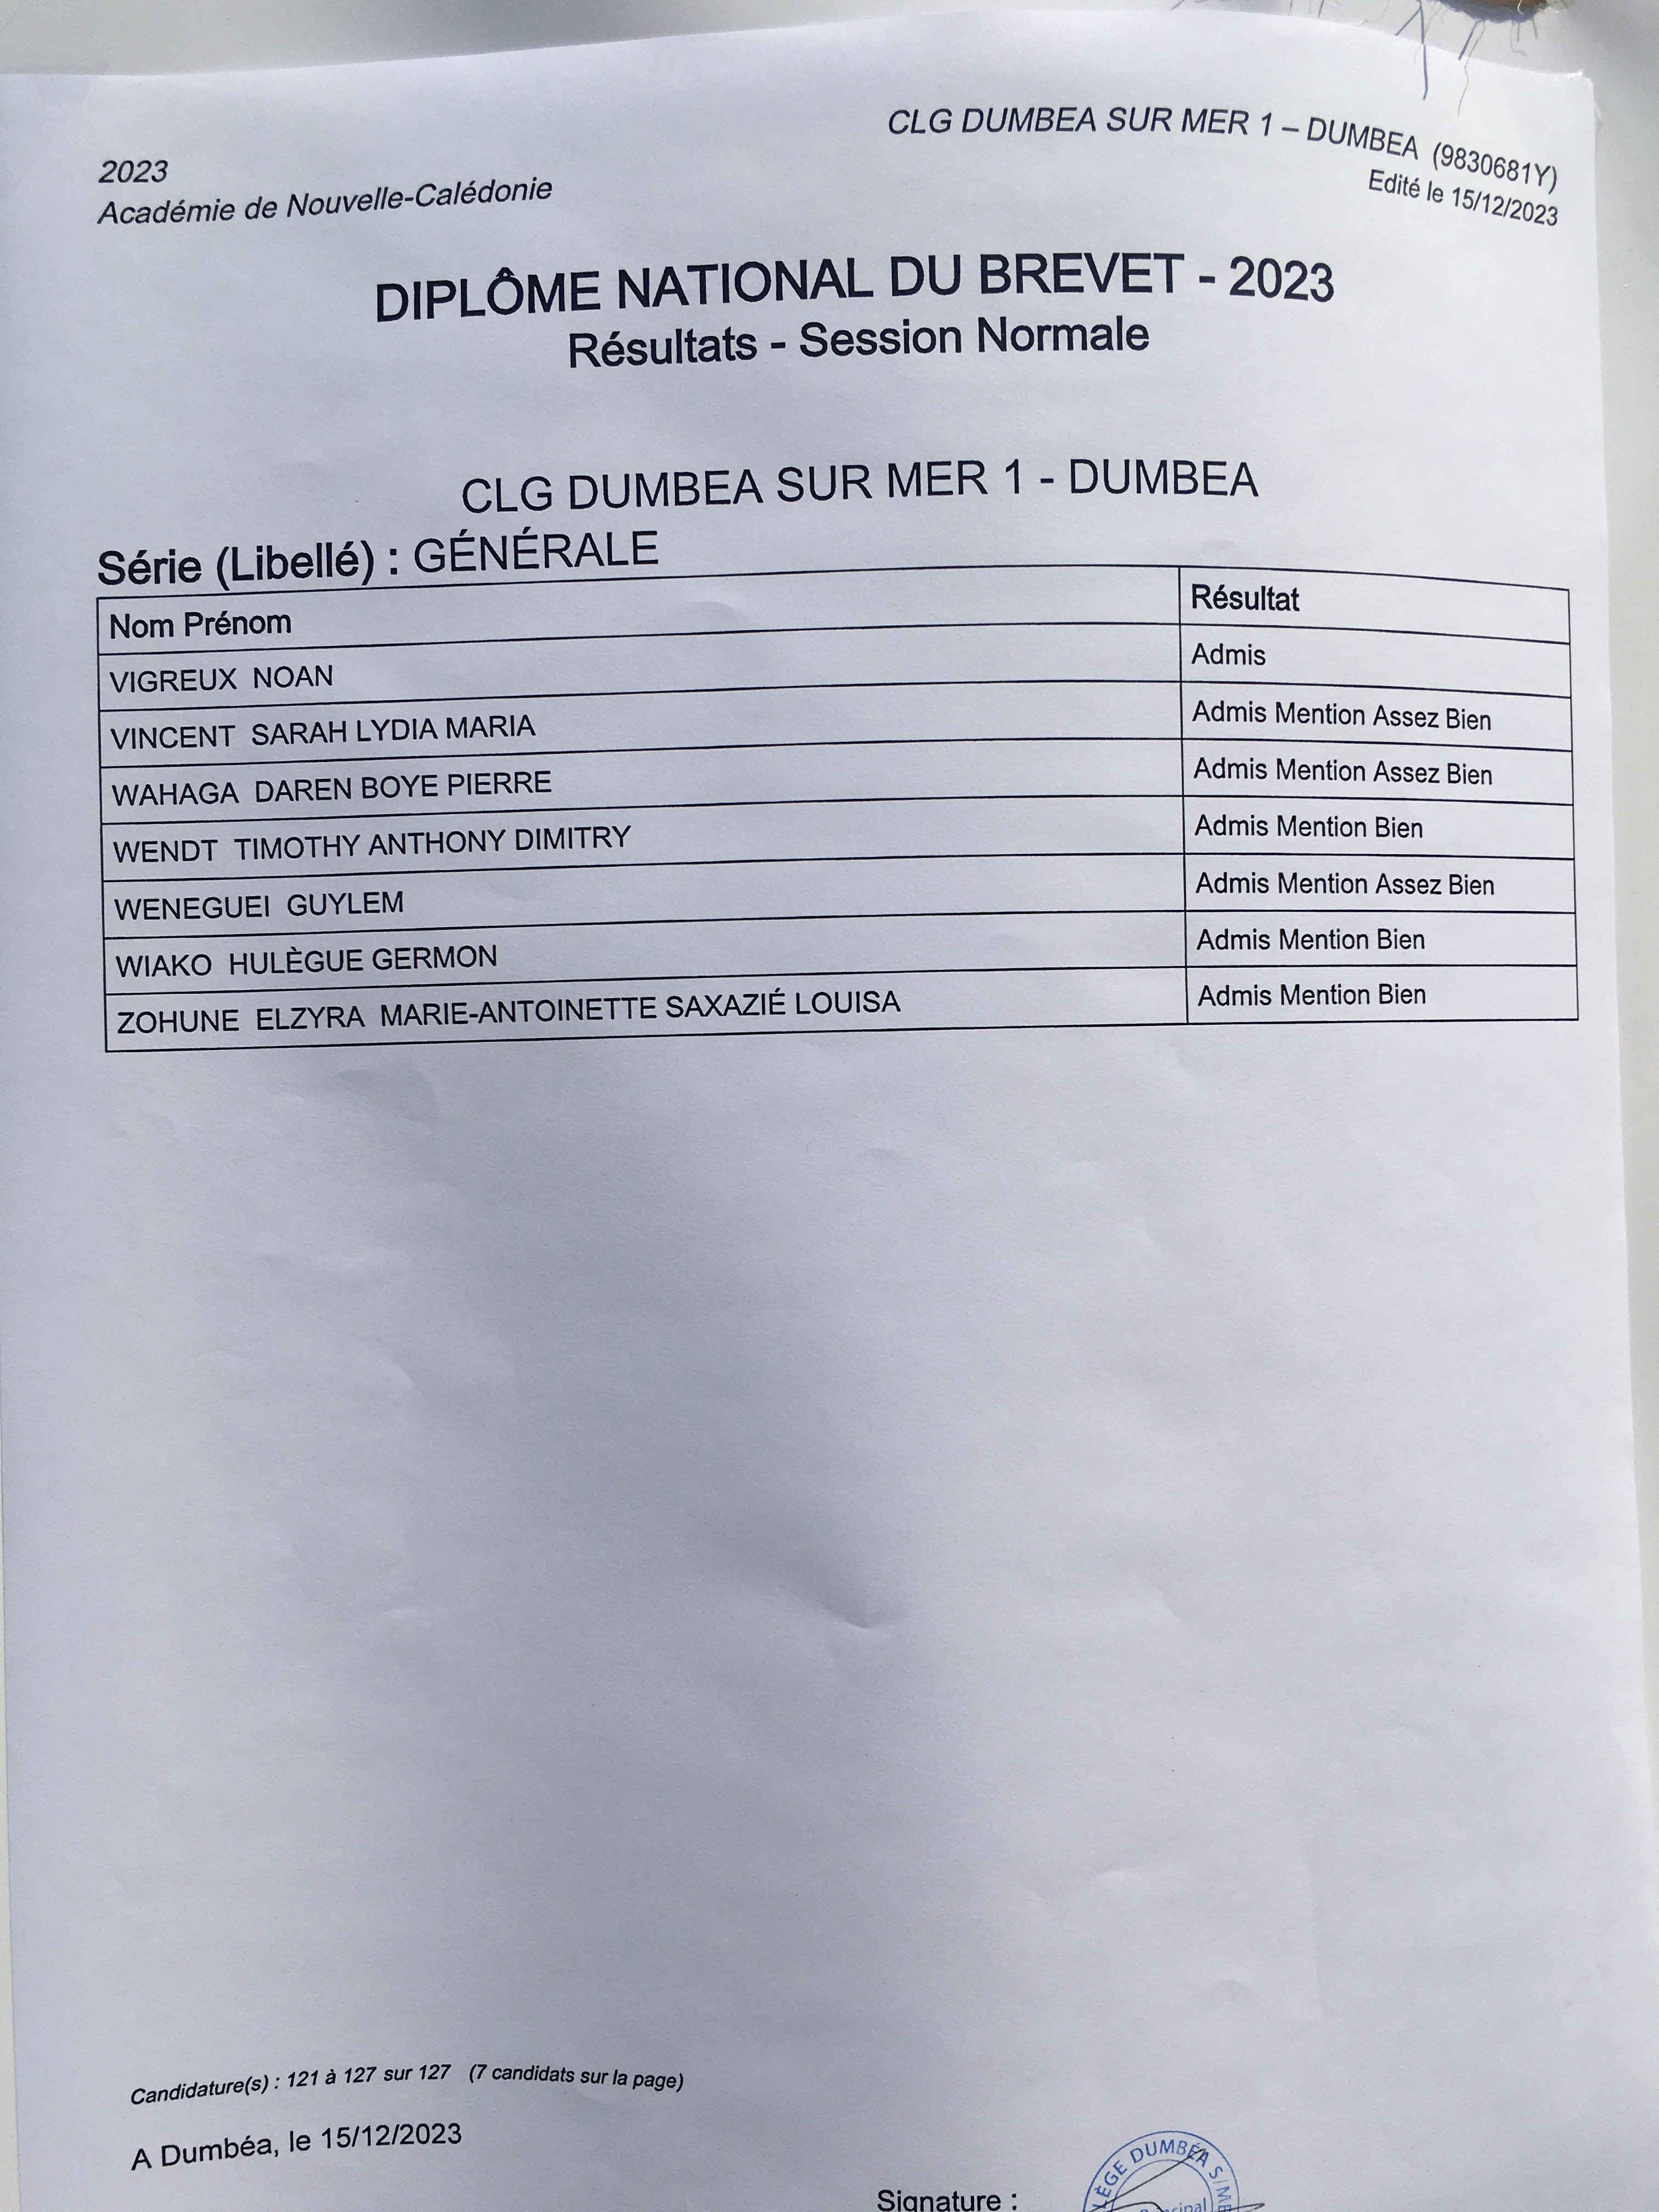 2023
Académie de Nouvelle-Calédonie
CLG DUMBEA SUR MER 1 – DUMBEA (9830681Y)
Edité le 15/12/2023
DIPLÔME NATIONAL DU BREVET - 2023
Résultats - Session Normale
CLG DUMBEA SUR MER 1 - DUMBEA
Série (Libellé) : GÉNÉRALE
Nom Prénom Résultat
VIGREUX NOAN Admis
VINCENT SARAH LYDIA MARIA Admis Mention Assez Bien
WAHAGA DAREN BOYE PIERRE Admis Mention Assez Bien
WENDT TIMOTHY ANTHONY DIMITRY Admis Mention Bien
WENEGUEI GUYLEM Admis Mention Assez Bien
WIAKO HULÈGUE GERMON Admis Mention Bien
ZOHUNE ELZYRA MARIE-ANTOINETTE SAXAZIÉ LOUISA Admis Mention Bien
Candidature(s) : 121 à 127 sur 127 (7 candidats sur la page)
A Dumbéa, le 15/12/2023
Signature :
DUMBÉA